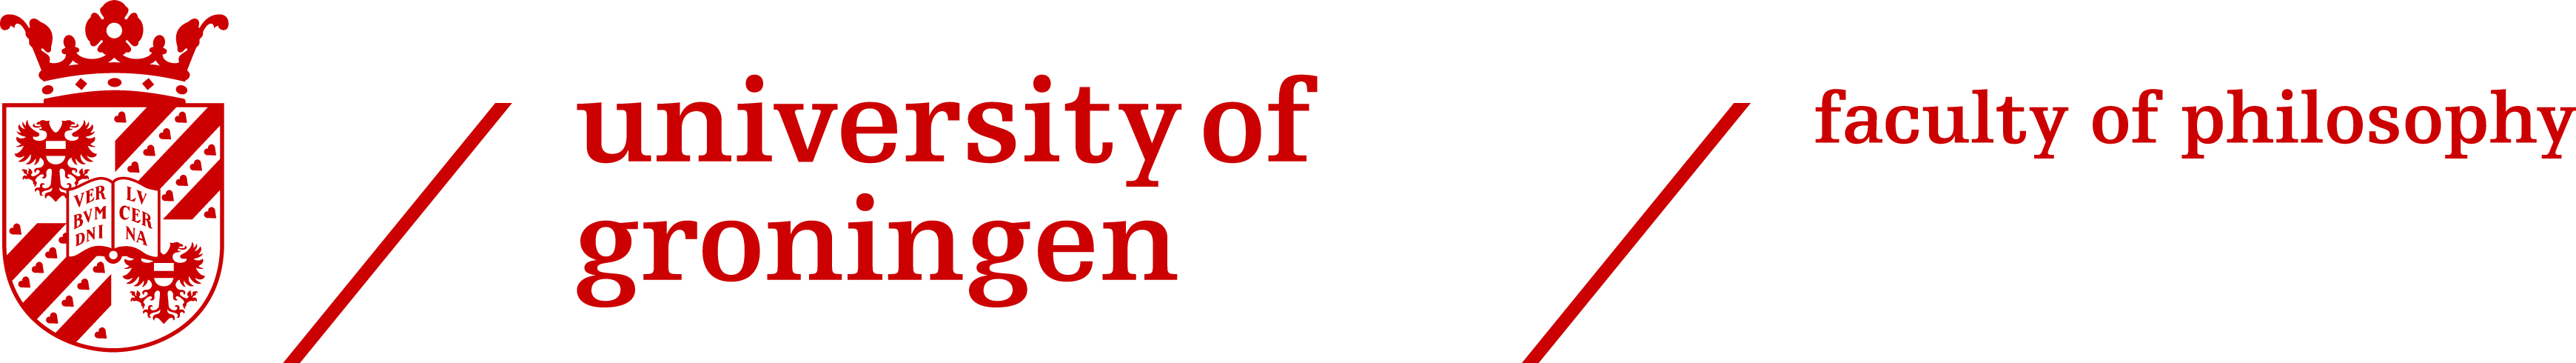 VER
BVM
DNI
LV
CER
NA
university of
groningen
faculty of philosophy